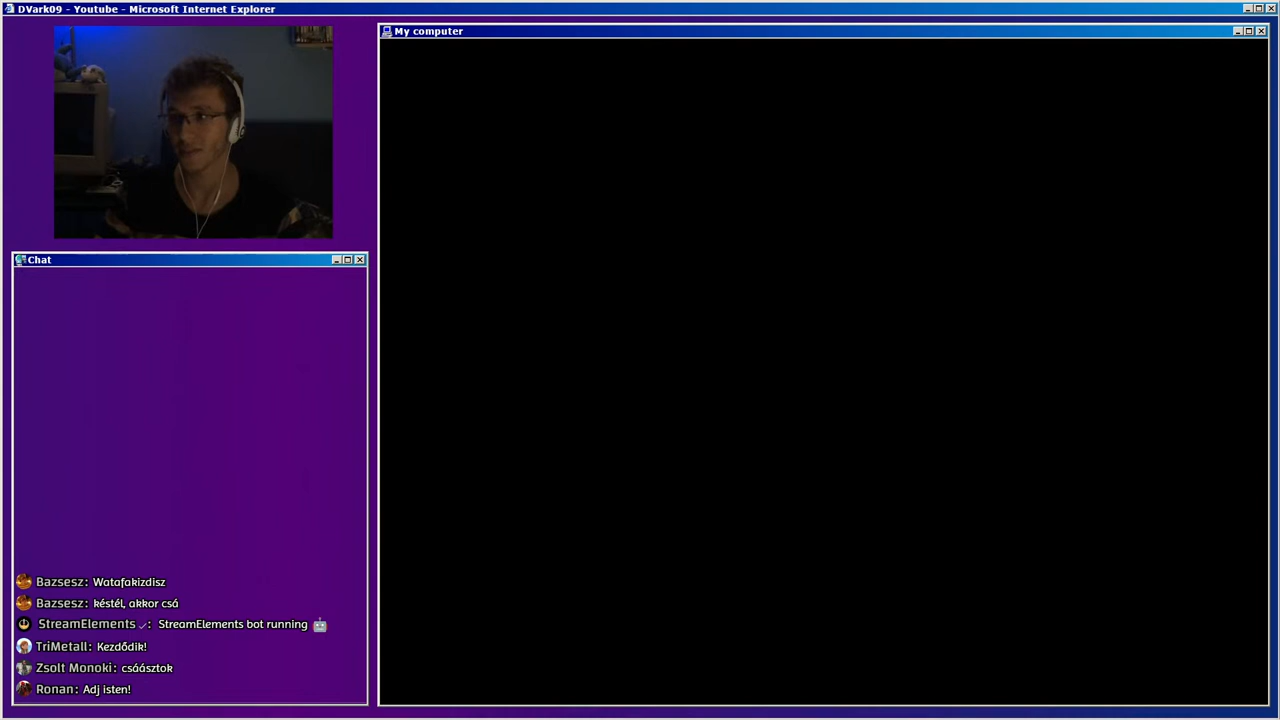 DVark09 - Youtube - Microsoft Internet Explorer
My computer
Chat
Bazsesz: Watafakizdisz
Bazsesz: késtél, akkor csá
StreamElements ✓: StreamElements bot running 🤖
TriMetall: Kezdődik!
Zsolt Monoki: csáásztok
Ronan: Adj isten!